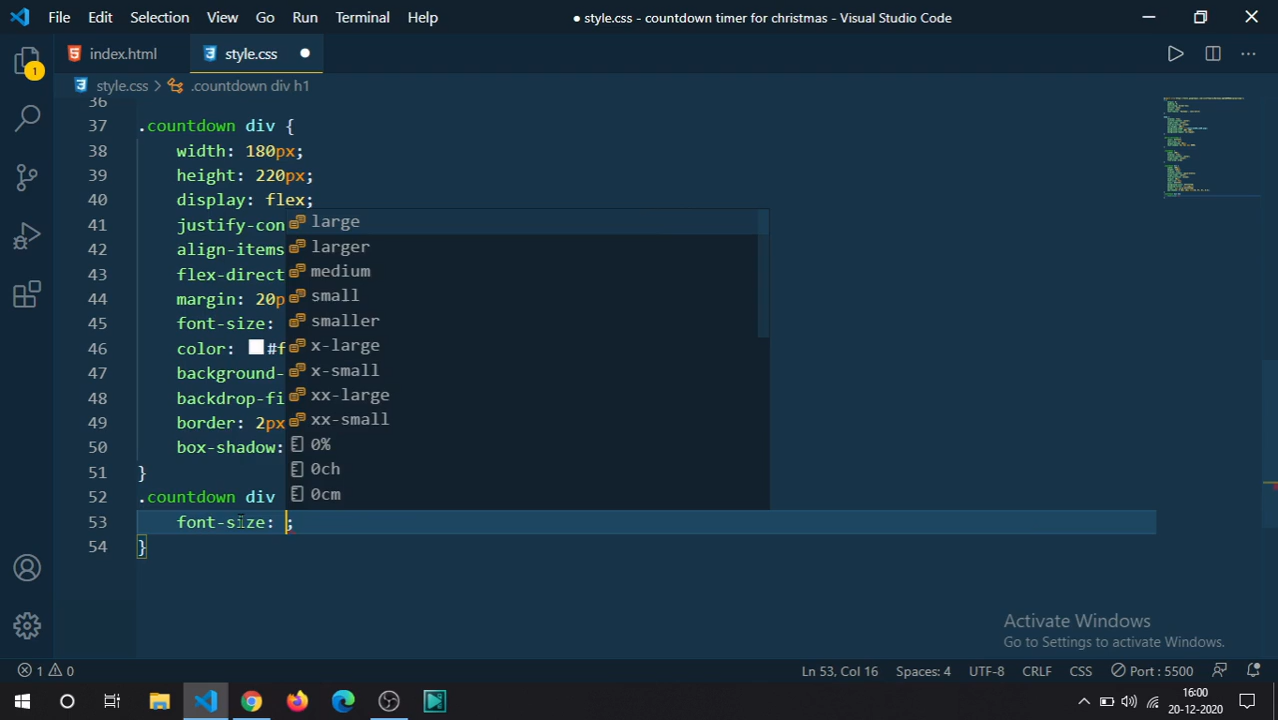 File Edit Selection View Go Run Terminal Help
● style.css - countdown timer for christmas - Visual Studio Code
index.html
style.css
1
style.css > .countdown div h1
36
37 .countdown div {
38 width: 180px;
39 height: 220px;
40 display: flex;
41 justify-con
42 align-items
43 flex-direct
44 margin: 20p
45 font-size:
46 color: #f
47 background-
48 backdrop-fi
49 border: 2px
50 box-shadow:
51 }
52 .countdown div
53 font-size: ;
54 }
large
larger
medium
small
smaller
x-large
x-small
xx-large
xx-small
0%
0ch
0cm
Activate Windows
Go to Settings to activate Windows.
1 0
Ln 53, Col 16 Spaces: 4 UTF-8 CRLF CSS Port : 5500
16:00
20-12-2020